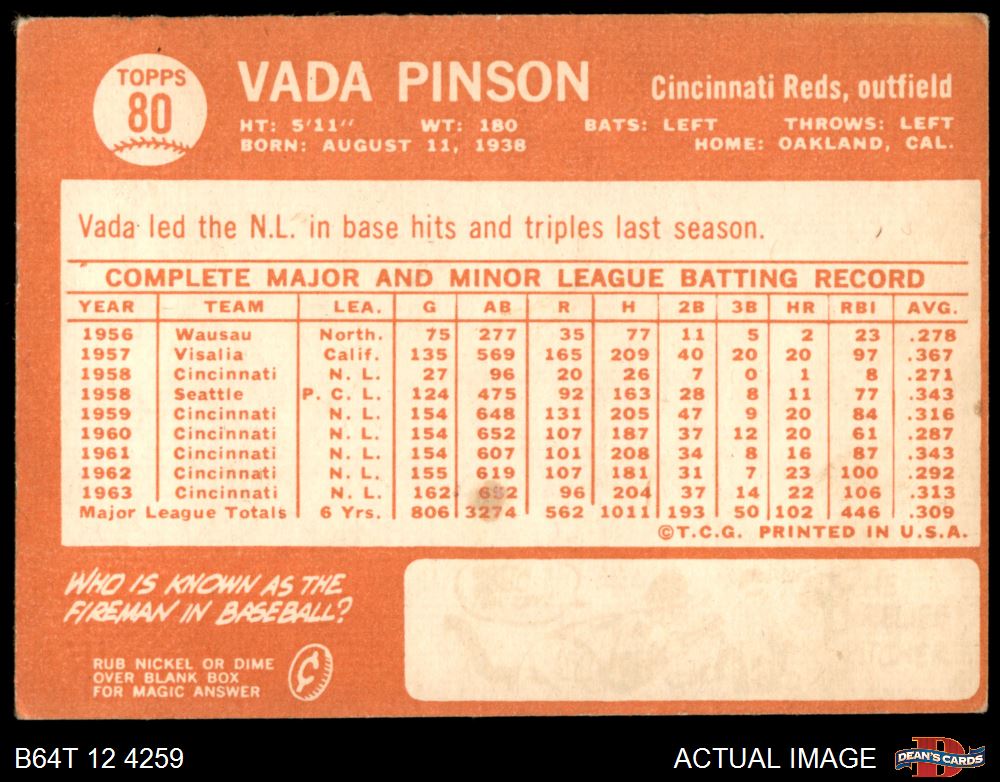 TOPPS
80
VADA PINSON
Cincinnati Reds, outfield
HT: 5'11" WT: 180 BATS: LEFT THROWS: LEFT
BORN: AUGUST 11, 1938 HOME: OAKLAND, CAL.
Vada led the N.L. in base hits and triples last season.
COMPLETE MAJOR AND MINOR LEAGUE BATTING RECORD
YEAR TEAM LEA. G AB R H 2B 3B HR RBI AVG.
1956 Wausau North. 75 277 35 77 11 5 2 23 .278
1957 Visalia Calif. 135 569 165 209 40 20 20 97 .367
1958 Cincinnati N. L. 27 96 20 26 7 0 1 8 .271
1958 Seattle P. C. L. 124 475 92 163 28 8 11 77 .343
1959 Cincinnati N. L. 154 648 131 205 47 9 20 84 .316
1960 Cincinnati N. L. 154 652 107 187 37 12 20 61 .287
1961 Cincinnati N. L. 154 607 101 208 34 8 16 87 .343
1962 Cincinnati N. L. 155 619 107 181 31 7 23 100 .292
1963 Cincinnati N. L. 162 652 96 204 37 14 22 106 .313
Major League Totals 6 Yrs. 806 3274 562 1011 193 50 102 446 .309
©T.C.G. PRINTED IN U.S.A.
WHO IS KNOWN AS THE
FIREMAN IN BASEBALL?
RUB NICKEL OR DIME
OVER BLANK BOX
FOR MAGIC ANSWER
B64T 12 4259
ACTUAL IMAGE
D
DEAN'S CARDS